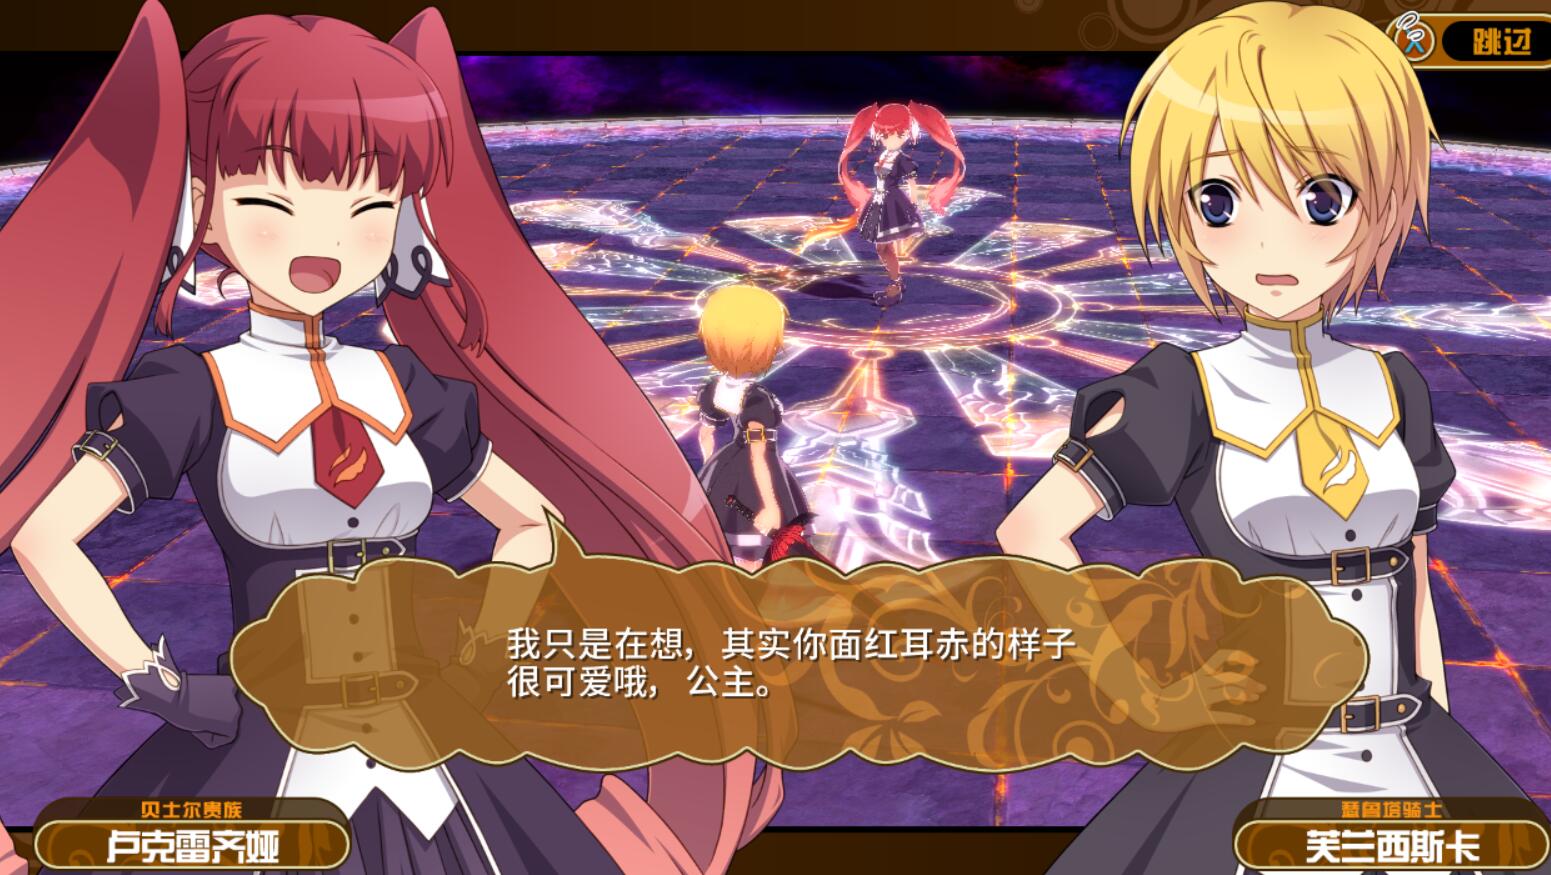 跳过
我只是在想，其实你面红耳赤的样子
很可爱哦，公主。
贝士尔贵族
卢克雷齐娅
瑟鲁塔骑士
芙兰西斯卡